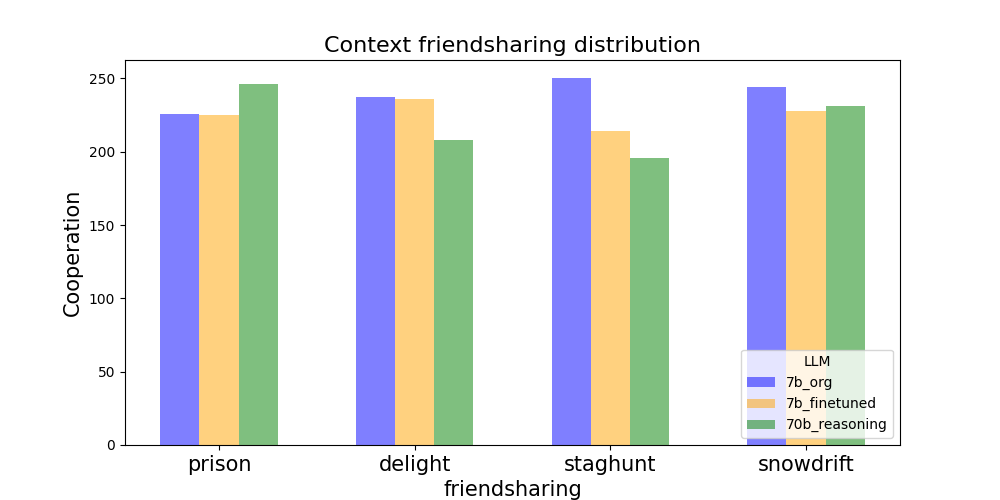 Context friendsharing distribution
Cooperation
250
200
150
100
50
0
prison delight staghunt snowdrift
friendsharing
LLM
7b_org
7b_finetuned
70b_reasoning